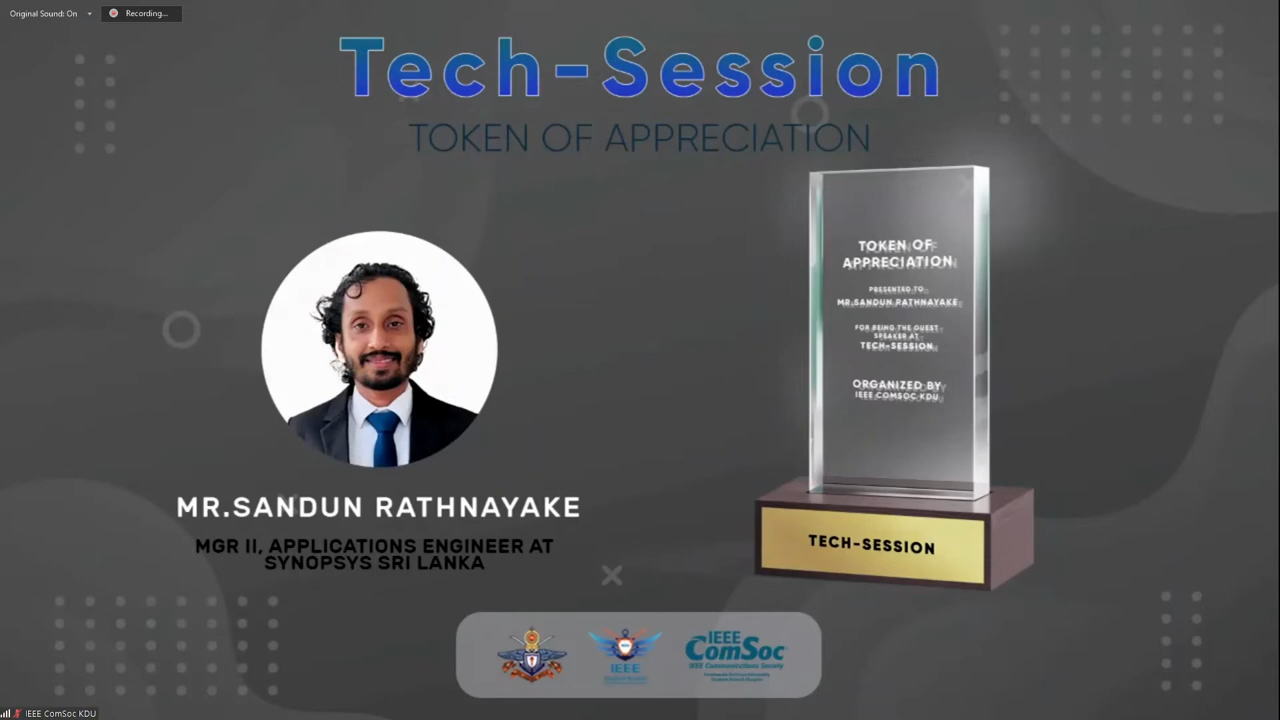 Original Sound: On
Recording...
Tech-Session
TOKEN OF APPRECIATION
TOKEN OF
APPRECIATION
PRESENTED TO
MR.SANDUN RATHNAYAKE
FOR BEING THE GUEST
SPEAKER AT
TECH-SESSION
ORGANIZED BY
IEEE COMSOC KDU
MR.SANDUN RATHNAYAKE
MGR II, APPLICATIONS ENGINEER AT
SYNOPSYS SRI LANKA
TECH-SESSION
IEEE
IEEE
ComSoc
IEEE Communications Society
IEEE ComSoc KDU